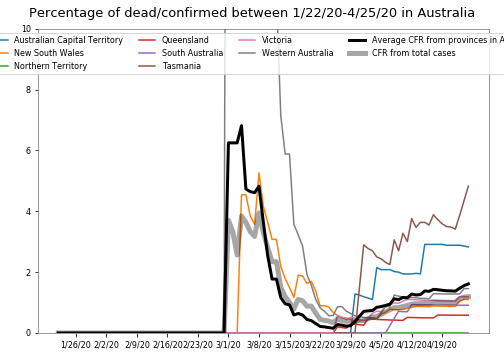 Percentage of dead/confirmed between 1/22/20-4/25/20 in Australia
Australian Capital Territory
New South Wales
Northern Territory
Queensland
South Australia
Tasmania
Victoria
Western Australia
Average CFR from provinces in A
CFR from total cases
10
8
6
4
2
0
1/26/20 2/2/20 2/9/20 2/16/20 2/23/20 3/1/20 3/8/20 3/15/20 3/22/20 3/29/20 4/5/20 4/12/20 4/19/20